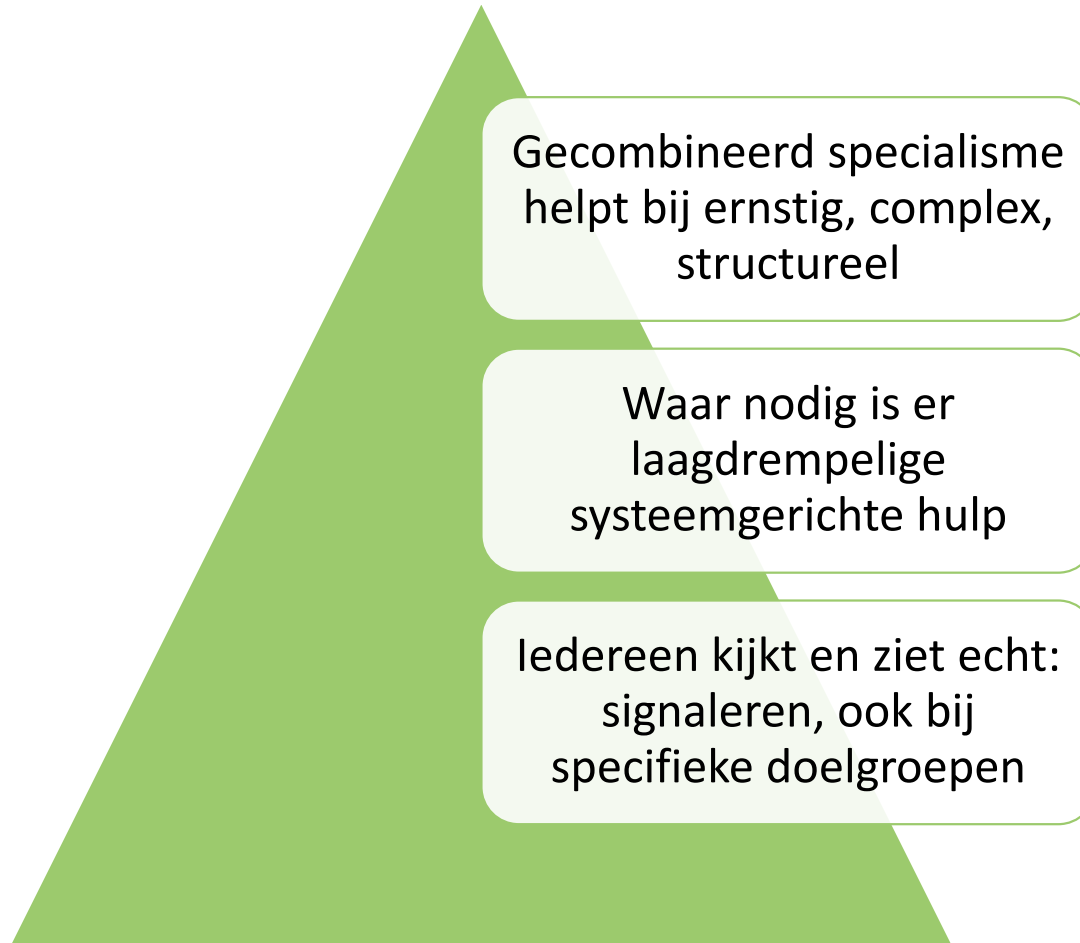 Gecombineerd specialisme
helpt bij ernstig, complex,
structureel
Waar nodig is er
laagdrempelige
systeemgerichte hulp
Iedereen kijkt en ziet echt:
signaleren, ook bij
specifieke doelgroepen